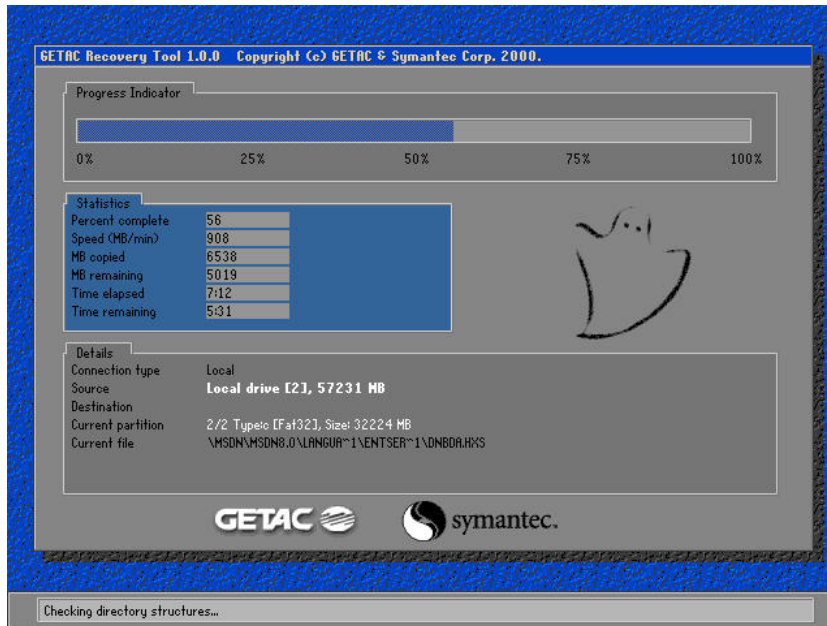 GETAC Recovery Tool 1.0.0 Copyright (c) GETAC & Symantec Corp. 2000.
Progress Indicator
0% 25% 50% 75% 100%
Statistics
Percent complete 56
Speed (MB/min) 908
MB copied 6538
MB remaining 5019
Time elapsed 7:12
Time remaining 5:31
Details
Connection type Local
Source Local drive [2], 57231 MB
Destination
Current partition 2/2 Type:c [Fat32], Size: 32224 MB
Current file \MSDN\MSDN8.0\LANGUA~1\ENTSER~1\DNBDA.HXS
GETAC symantec.
Checking directory structures...